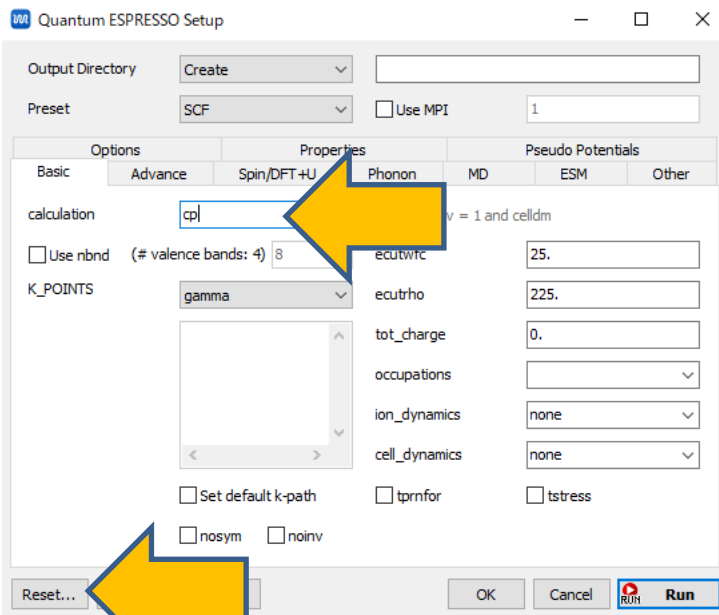 Quantum ESPRESSO Setup
Output Directory Create
Preset SCF Use MPI 1
Options Properties Pseudo Potentials
Basic Advance Spin/DFT+U Phonon MD ESM Other
calculation cp = 1 and celldm
Use nbnd (# valence bands: 4) 8 ecutwfc 25.
K_POINTS gamma ecutrho 225.
tot_charge 0.
occupations
ion_dynamics none
cell_dynamics none
Set default k-path tprnfor tstress
nosym noinv
Reset... OK Cancel RUN Run